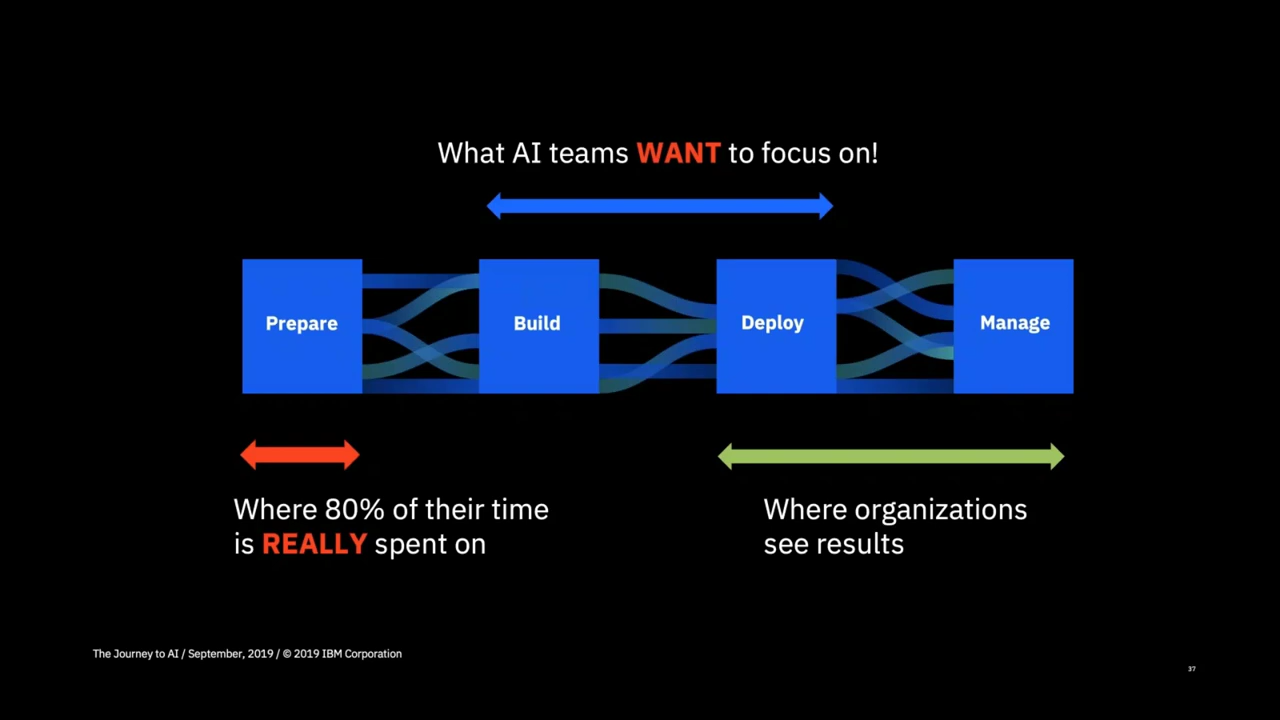 What AI teams WANT to focus on!
Prepare
Build
Deploy
Manage
Where 80% of their time
is REALLY spent on
Where organizations
see results
The Journey to AI / September, 2019 / © 2019 IBM Corporation
37